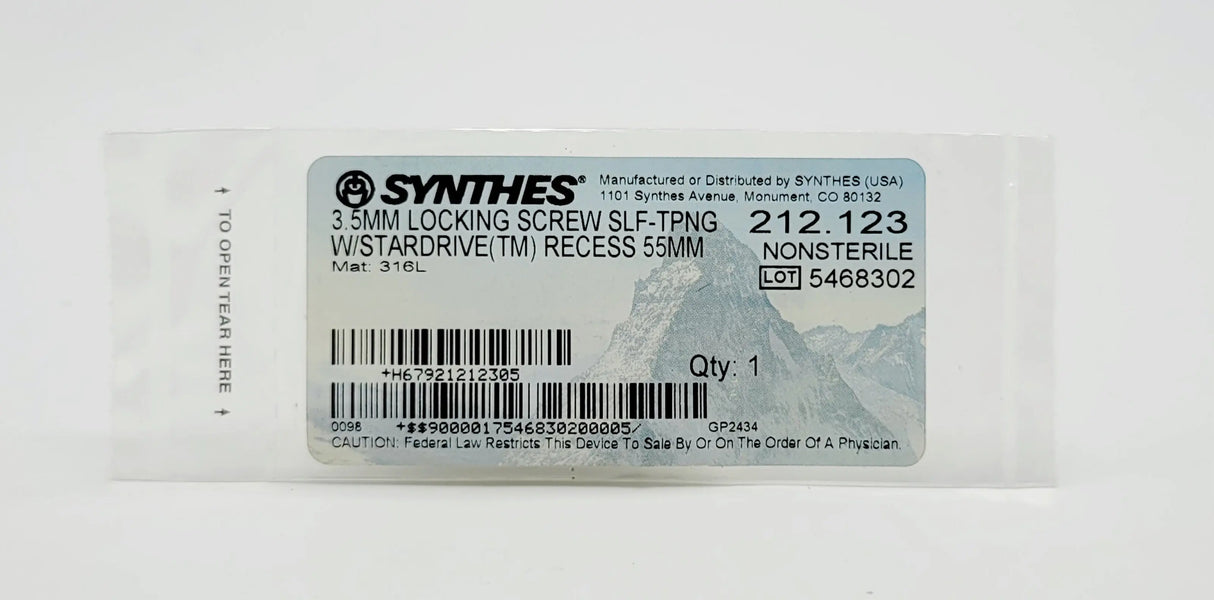 ↑ TO OPEN TEAR HERE ↑
SYNTHES®
Manufactured or Distributed by SYNTHES (USA)
1101 Synthes Avenue, Monument, CO 80132
3.5MM LOCKING SCREW SLF-TPNG
W/STARDRIVE(TM) RECESS 55MM
Mat: 316L
212.123
NONSTERILE
LOT 5468302
+H67921212305
Qty: 1
0098 +$$9000017546830200005/ GP2434
CAUTION: Federal Law Restricts This Device To Sale By Or On The Order Of A Physician.